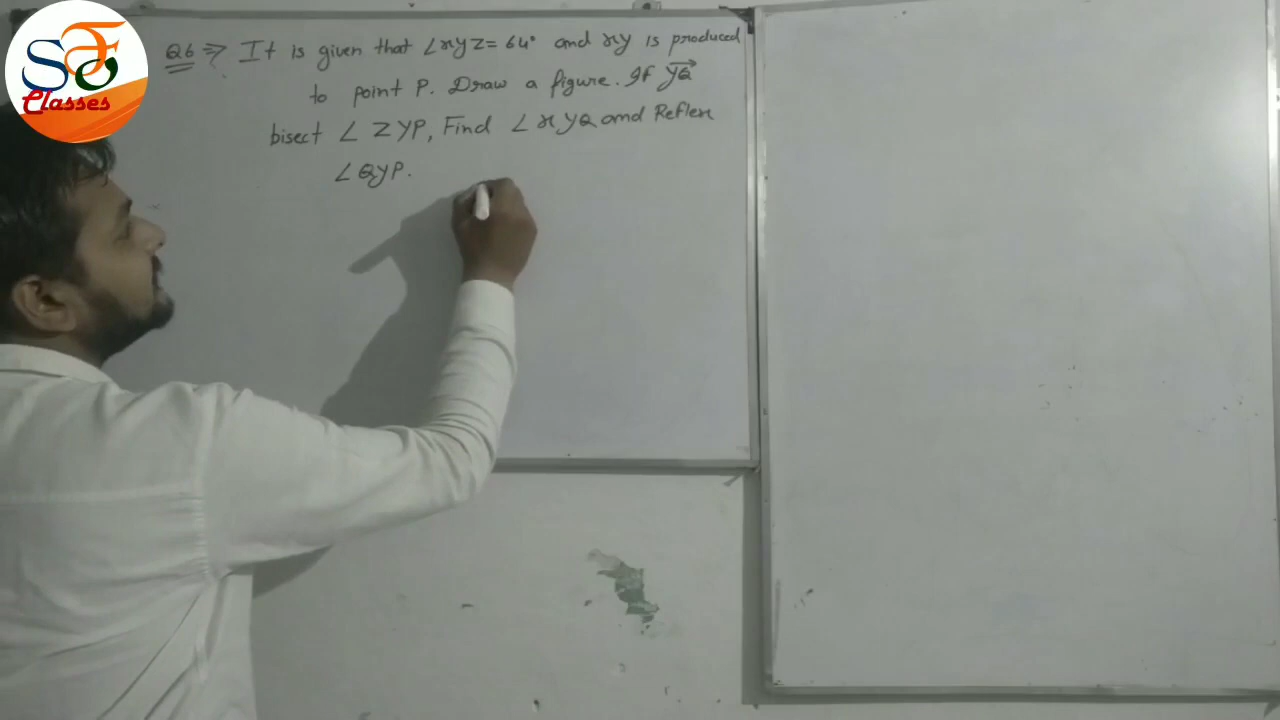 SFJ
Classes
Q6 ⇒ It is given that ∠xyz = 64° and xy is produced
to point P. Draw a figure. If →YQ
bisect ∠ZYP, Find ∠xyQ and Reflex
∠QYP.